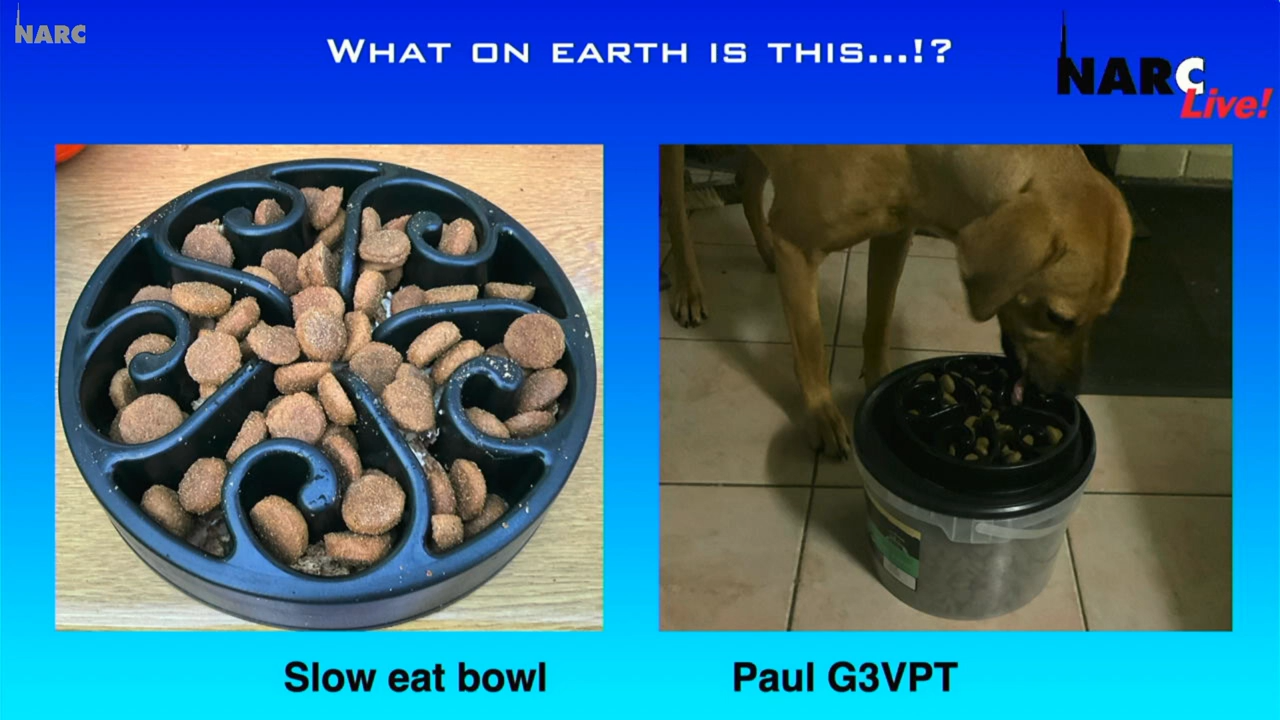 NARC
WHAT ON EARTH IS THIS...!?
NARC
Live!
Slow eat bowl
Paul G3VPT